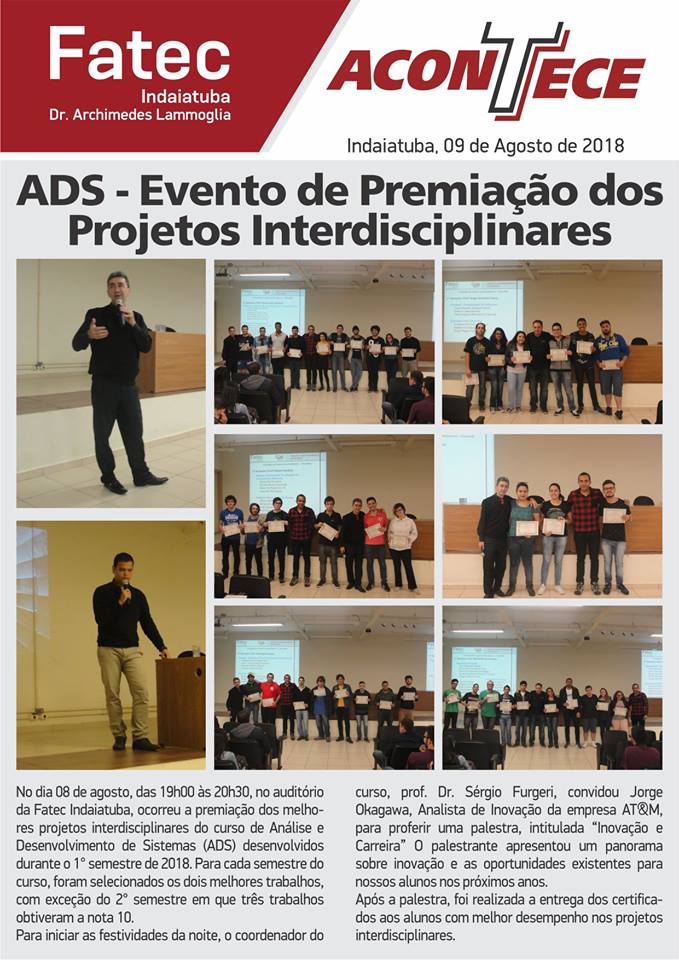 Fatec
Indaiatuba
Dr. Archimedes Lammoglia
ACONTECE
Indaiatuba, 09 de Agosto de 2018
ADS - Evento de Premiação dos
Projetos Interdisciplinares
No dia 08 de agosto, das 19h00 às 20h30, no auditório
da Fatec Indaiatuba, ocorreu a premiação dos melho-
res projetos interdisciplinares do curso de Análise e
Desenvolvimento de Sistemas (ADS) desenvolvidos
durante o 1° semestre de 2018. Para cada semestre do
curso, foram selecionados os dois melhores trabalhos,
com exceção do 2° semestre em que três trabalhos
obtiveram a nota 10.
Para iniciar as festividades da noite, o coordenador do
curso, prof. Dr. Sérgio Furgeri, convidou Jorge
Okagawa, Analista de Inovação da empresa AT&M,
para proferir uma palestra, intitulada “Inovação e
Carreira” O palestrante apresentou um panorama
sobre inovação e as oportunidades existentes para
nossos alunos nos próximos anos.
Após a palestra, foi realizada a entrega dos certifica-
dos aos alunos com melhor desempenho nos projetos
interdisciplinares.